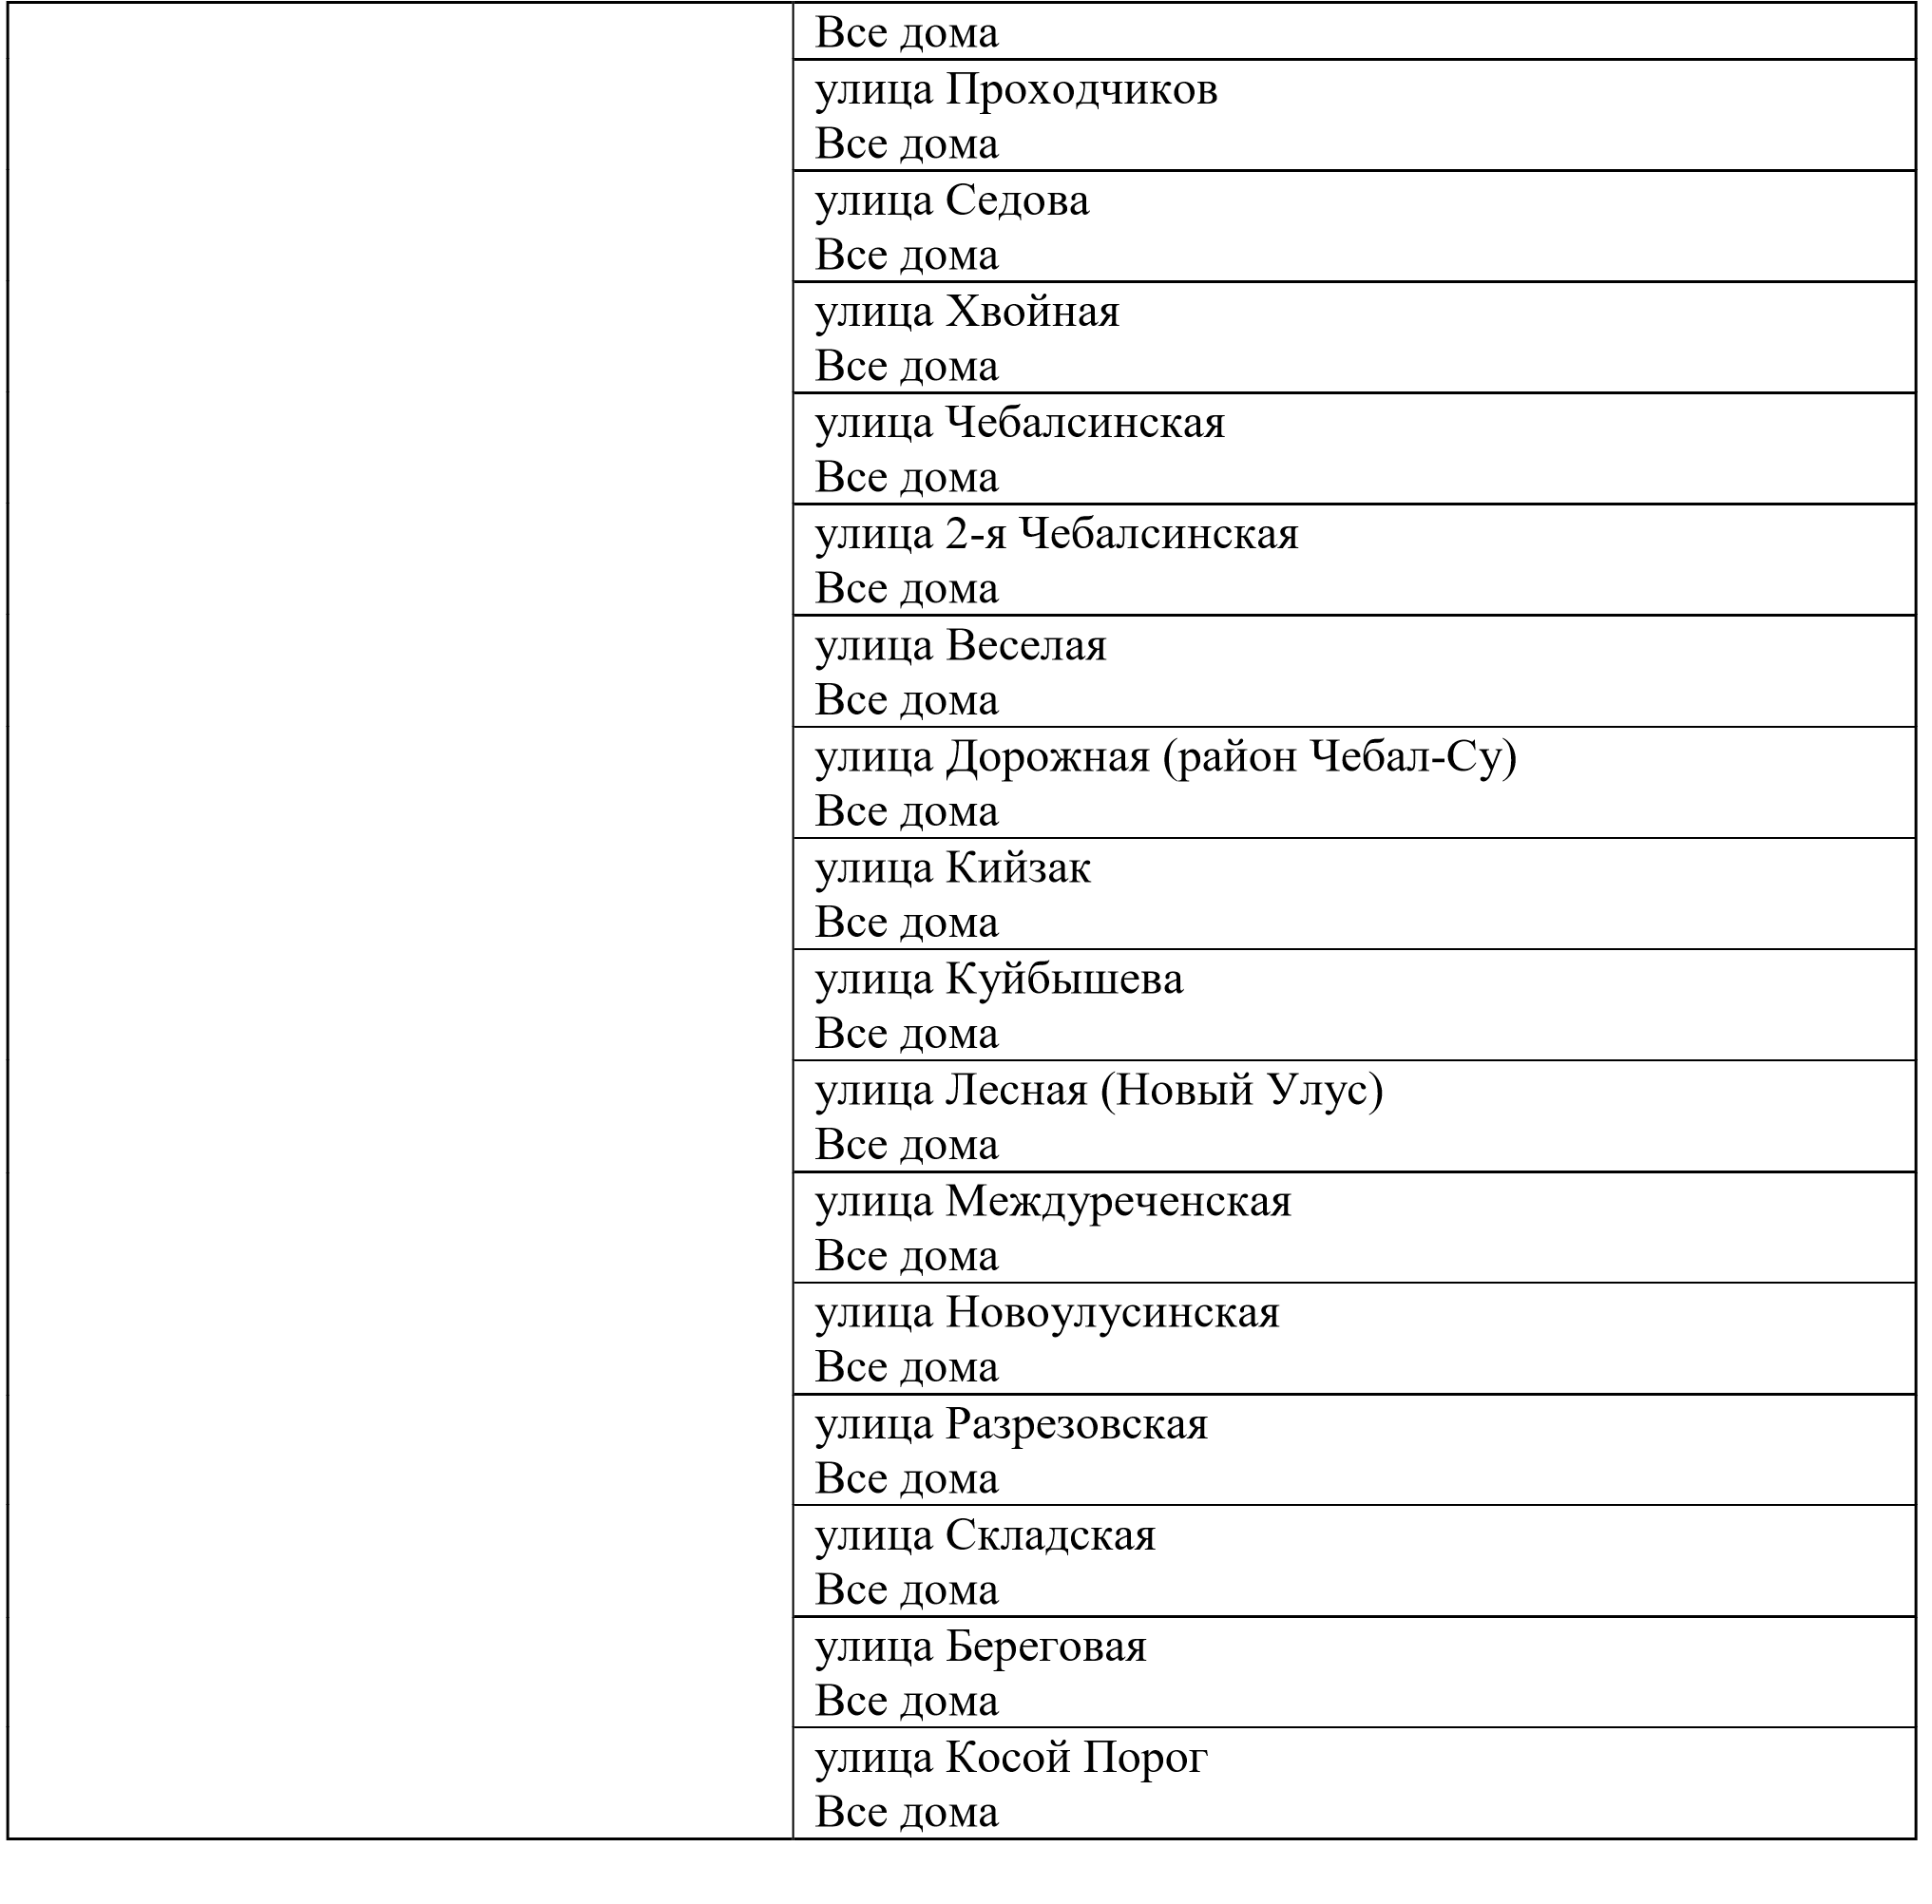 Все дома
улица Проходчиков
Все дома
улица Седова
Все дома
улица Хвойная
Все дома
улица Чебалсинская
Все дома
улица 2-я Чебалсинская
Все дома
улица Веселая
Все дома
улица Дорожная (район Чебал-Су)
Все дома
улица Кийзак
Все дома
улица Куйбышева
Все дома
улица Лесная (Новый Улус)
Все дома
улица Междуреченская
Все дома
улица Новоулусинская
Все дома
улица Разрезовская
Все дома
улица Складская
Все дома
улица Береговая
Все дома
улица Косой Порог
Все дома